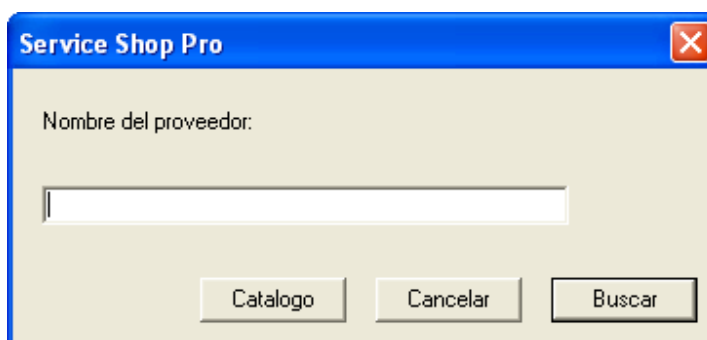 Service Shop Pro
Nombre del proveedor:
Catalogo Cancelar Buscar